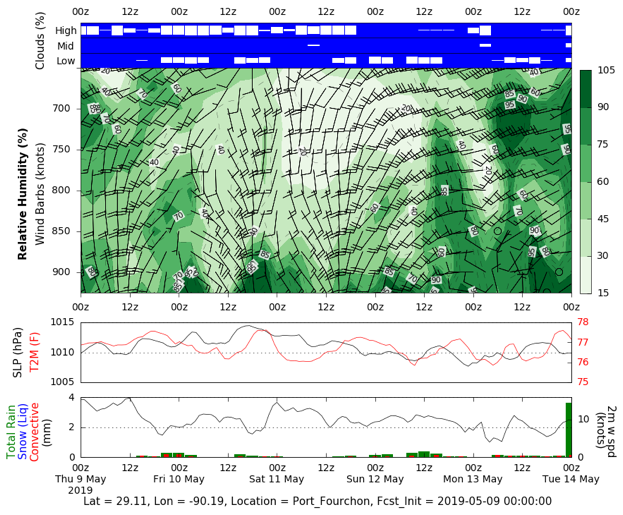 00z 12z 00z 12z 00z 12z 00z 12z 00z 12z 00z
Clouds (%)
High
Mid
Low
Relative Humidity (%)
Wind Barbs (knots)
700
750
800
850
900
105
90
75
60
45
30
15
00z 12z 00z 12z 00z 12z 00z 12z 00z 12z 00z
SLP (hPa)
T2M (F)
1015
1010
1005
78
77
76
75
Total Rain
Snow (Liq)
Convective
(mm)
4
2
0
10
0
2m w spd
(knots)
00z 12z 00z 12z 00z 12z 00z 12z 00z 12z 00z
Thu 9 May Fri 10 May Sat 11 May Sun 12 May Mon 13 May Tue 14 May
2019
Lat = 29.11, Lon = -90.19, Location = Port_Fourchon, Fcst_Init = 2019-05-09 00:00:00